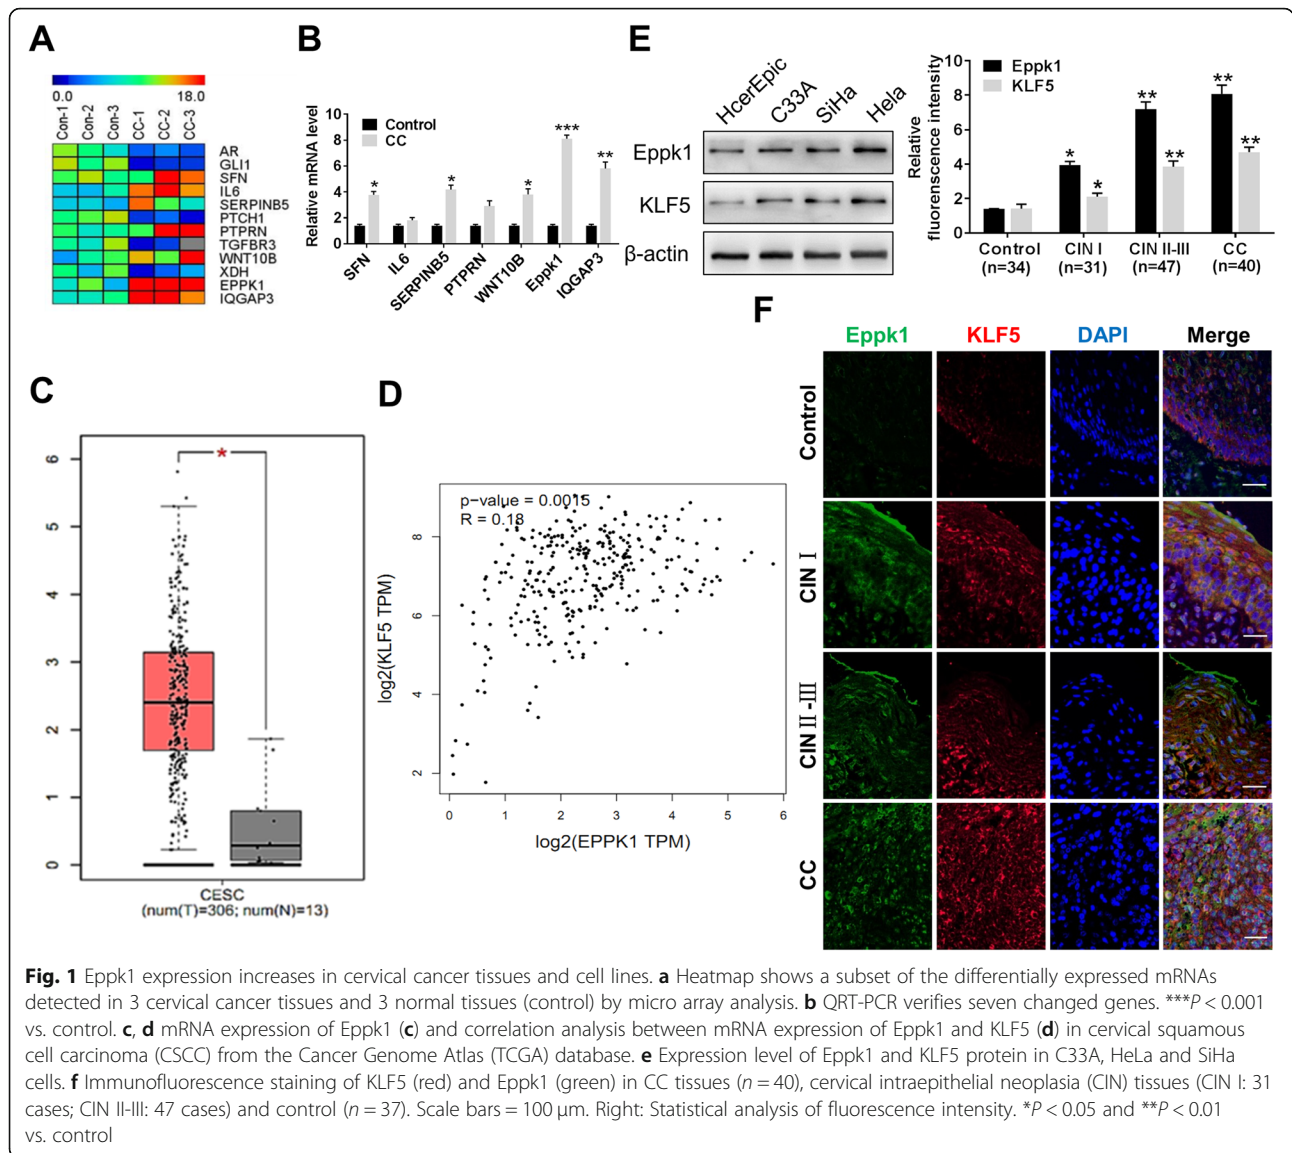 A
0.0 18.0
Con-1 Con-2 Con-3 CC-1 CC-2 CC-3
AR
GLI1
SFN
IL6
SERPINB5
PTCH1
PTPRN
TGFBR3
WNT10B
XDH
EPPK1
IQGAP3
B
Relative mRNA level
10
8
6
4
2
0
Control
CC
* * * *** **
SFN IL6 SERPINB5 PTPRN WNT10B Eppk1 IQGAP3
C
6
5
4
3
2
1
0
*
CESC
(num(T)=306; num(N)=13)
D
log2(KLF5 TPM)
8
6
4
2
p−value = 0.0015
R = 0.18
0 1 2 3 4 5 6
log2(EPPK1 TPM)
E
HcerEpic C33A SiHa Hela
Eppk1
KLF5
β-actin
Relative
fluorescence intensity
10
8
6
4
2
0
Eppk1
KLF5
* * ** ** ** **
Control CIN I CIN II-III CC
(n=34) (n=31) (n=47) (n=40)
F
Eppk1 KLF5 DAPI Merge
Control
CIN Ⅰ
CIN Ⅱ-Ⅲ
CC
Fig. 1 Eppk1 expression increases in cervical cancer tissues and cell lines. a Heatmap shows a subset of the differentially expressed mRNAs
detected in 3 cervical cancer tissues and 3 normal tissues (control) by micro array analysis. b QRT-PCR verifies seven changed genes. ***P < 0.001
vs. control. c, d mRNA expression of Eppk1 (c) and correlation analysis between mRNA expression of Eppk1 and KLF5 (d) in cervical squamous
cell carcinoma (CSCC) from the Cancer Genome Atlas (TCGA) database. e Expression level of Eppk1 and KLF5 protein in C33A, HeLa and SiHa
cells. f Immunofluorescence staining of KLF5 (red) and Eppk1 (green) in CC tissues (n = 40), cervical intraepithelial neoplasia (CIN) tissues (CIN I: 31
cases; CIN II-III: 47 cases) and control (n = 37). Scale bars = 100 μm. Right: Statistical analysis of fluorescence intensity. *P < 0.05 and **P < 0.01
vs. control